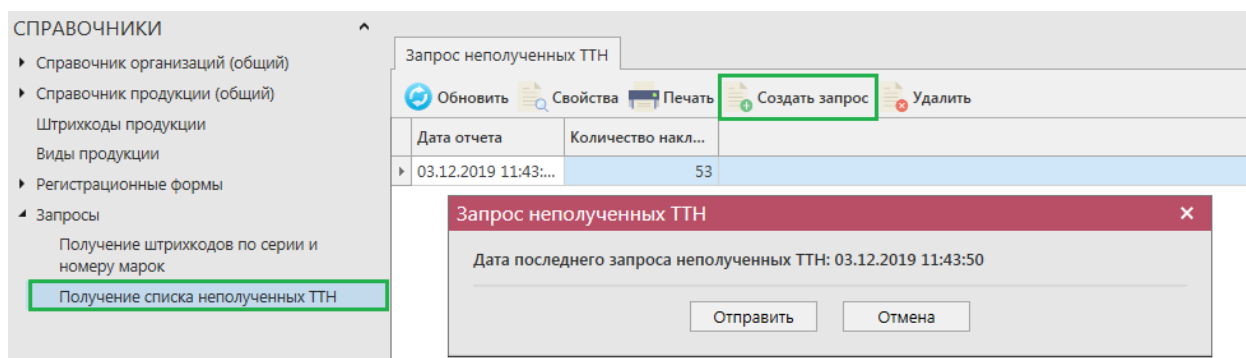 СПРАВОЧНИКИ
Справочник организаций (общий)
Справочник продукции (общий)
Штрихкоды продукции
Виды продукции
Регистрационные формы
Запросы
Получение штрихкодов по серии и
номеру марок
Получение списка неполученных ТТН
Запрос неполученных ТТН
Обновить Свойства Печать Создать запрос Удалить
Дата отчета Количество накл...
03.12.2019 11:43:... 53
Запрос неполученных ТТН
Дата последнего запроса неполученных ТТН: 03.12.2019 11:43:50
Отправить Отмена